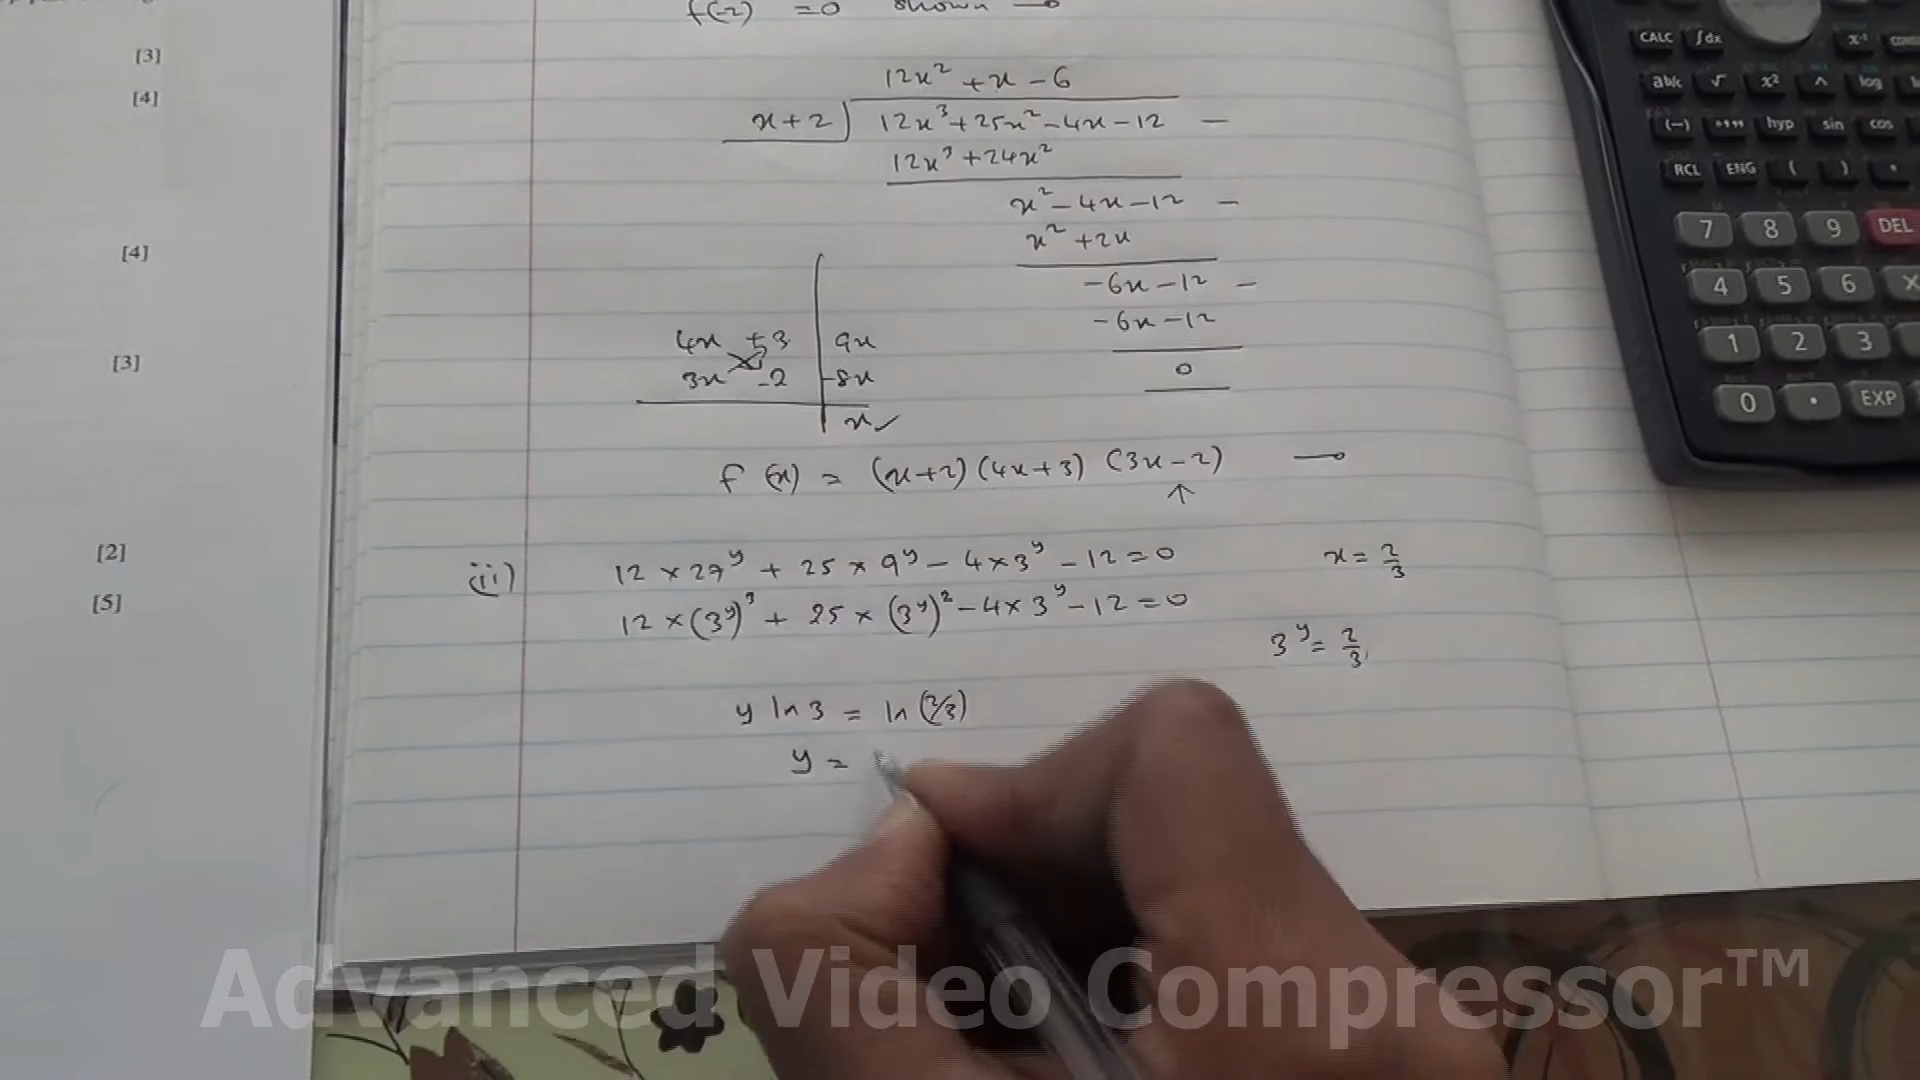 f(-2) = 0 shown
[3]
[4]
12x² + x - 6
x+2 ) 12x³ + 25x² - 4x - 12 —
12x³ + 24x²
x² - 4x - 12 —
x² + 2x
-6x - 12 —
-6x - 12
0
[4]
[3]
4x +3 | 9x
3x -2 | -8x
x ✓
f(x) = (x+2)(4x+3)(3x-2)
↑
[2]
[5]
(ii) 12 × 27^y + 25 × 9^y - 4 × 3^y - 12 = 0 x = 2/3
12 × (3^y)³ + 25 × (3^y)² - 4 × 3^y - 12 = 0
3^y = 2/3
y ln 3 = ln (2/3)
y =
CALC ∫dx x⁻¹
ab/c √ x² ^ log
(−) °’” hyp sin cos
RCL ENG ( ) ,
7 8 9 DEL
4 5 6 X
1 2 3
0 . EXP
Advanced Video Compressor™